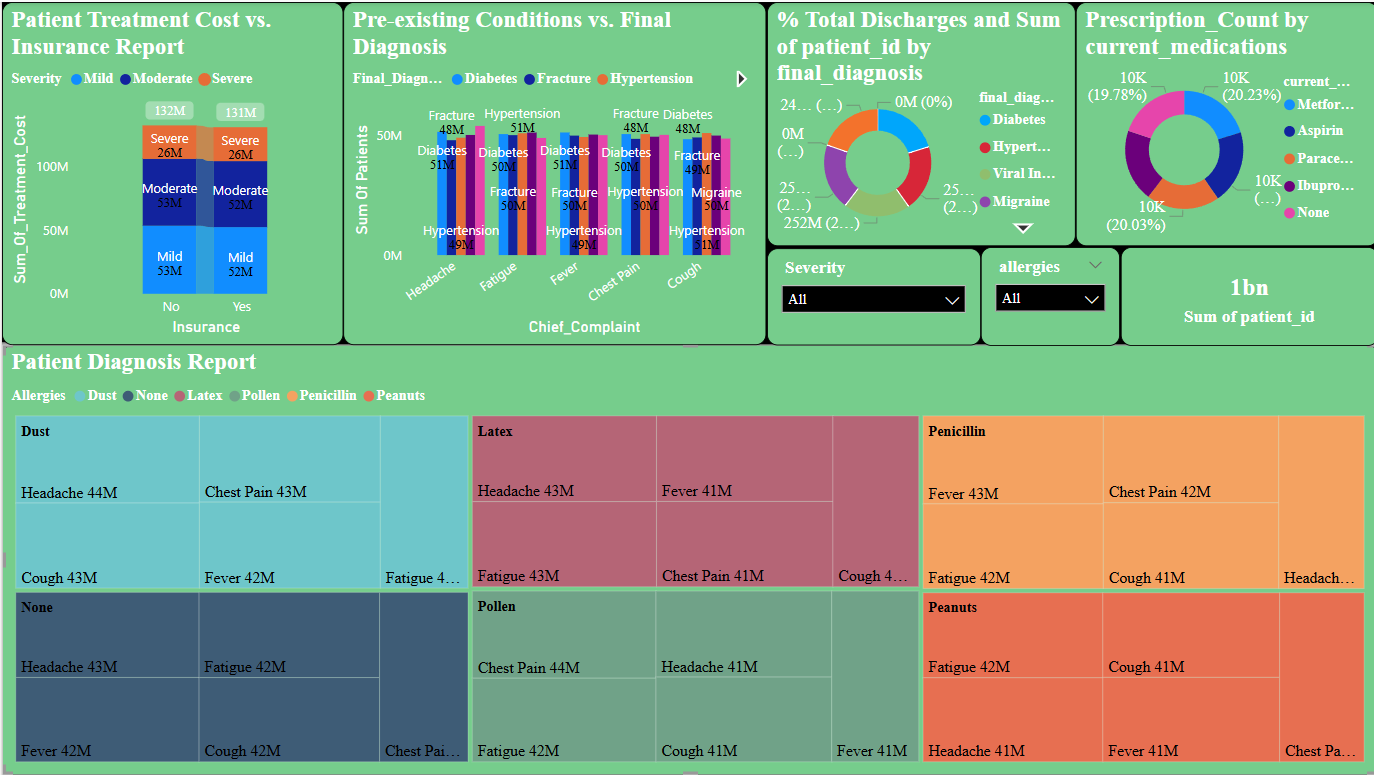 Patient Treatment Cost vs.
Insurance Report
Severity Mild Moderate Severe
Sum_Of_Treatment_Cost
100M
50M
0M
132M
131M
Severe
26M
Severe
26M
Moderate
53M
Moderate
52M
Mild
53M
Mild
52M
No
Yes
Insurance
Pre-existing Conditions vs. Final
Diagnosis
Final_Diagn... Diabetes Fracture Hypertension
Sum Of Patients
50M
0M
Fracture
48M
Hypertension
51M
Fracture
48M
Diabetes
48M
Diabetes
51M
Diabetes
50M
Diabetes
51M
Diabetes
50M
Fracture
49M
Fracture
50M
Fracture
50M
Hypertension
50M
Migraine
50M
Hypertension
49M
Hypertension
49M
Hypertension
51M
Headache
Fatigue
Fever
Chest Pain
Cough
Chief_Complaint
% Total Discharges and Sum
of patient_id by
final_diagnosis
24... (...)
0M (0%)
0M
(...)
25...
(2...)
252M (2...)
25...
(2...)
final_diag...
Diabetes
Hypert...
Viral In...
Migraine
Prescription_Count by
current_medications
10K
(19.78%)
10K
(20.23%)
10K
(...)
10K
(20.03%)
current_...
Metfor...
Aspirin
Parace...
Ibupro...
None
Severity
All
allergies
All
1bn
Sum of patient_id
Patient Diagnosis Report
Allergies Dust None Latex Pollen Penicillin Peanuts
Dust
Headache 44M
Chest Pain 43M
Cough 43M
Fever 42M
Fatigue 4...
Latex
Headache 43M
Fever 41M
Fatigue 43M
Chest Pain 41M
Cough 4...
Penicillin
Fever 43M
Chest Pain 42M
Fatigue 42M
Cough 41M
Headach...
None
Headache 43M
Fatigue 42M
Fever 42M
Cough 42M
Chest Pai...
Pollen
Chest Pain 44M
Headache 41M
Fatigue 42M
Cough 41M
Fever 41M
Peanuts
Fatigue 42M
Cough 41M
Headache 41M
Fever 41M
Chest Pa...